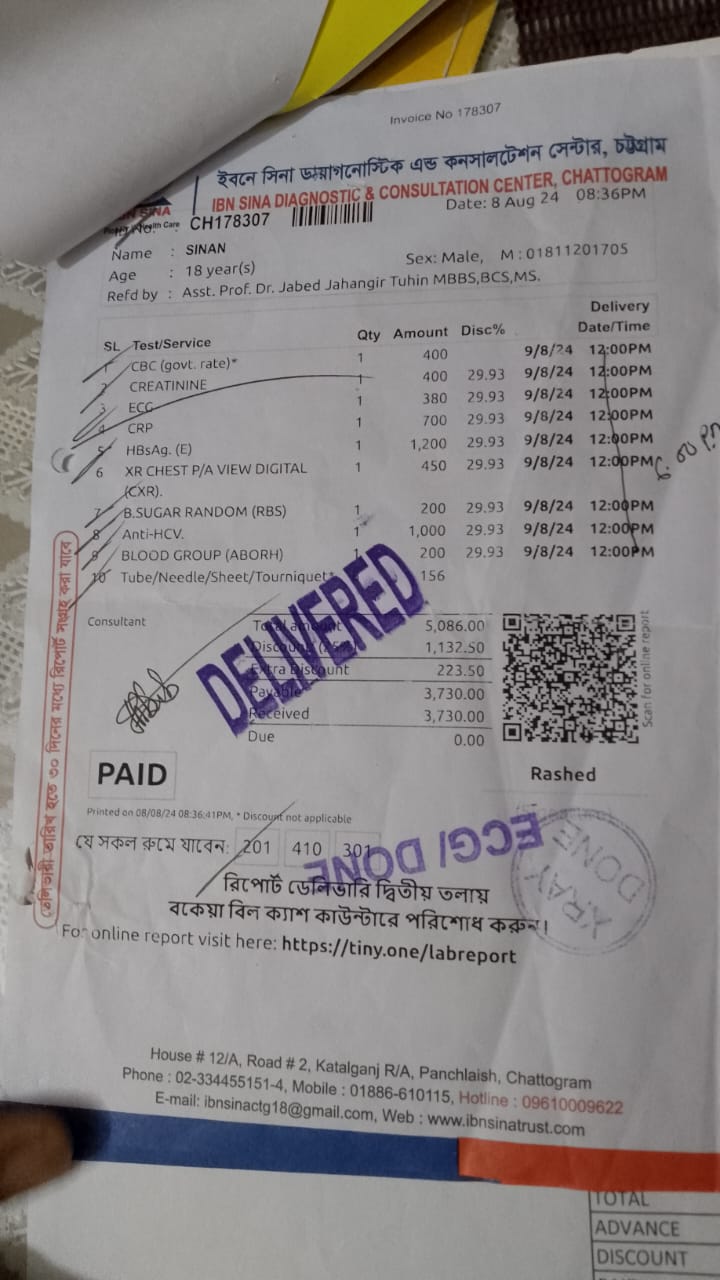 Invoice No 178307
ইবনে সিনা ডায়াগনোস্টিক এন্ড কনসালটেশন সেন্টার, চট্টগ্রাম
IBN SINA DIAGNOSTIC & CONSULTATION CENTER, CHATTOGRAM
SINA
Health Care CH178307 Date: 8 Aug 24 08:36PM
Name : SINAN Sex: Male, M : 01811201705
Age : 18 year(s)
Refd by : Asst. Prof. Dr. Jabed Jahangir Tuhin MBBS,BCS,MS.
Delivery
SL Test/Service Qty Amount Disc% Date/Time
1 CBC (govt. rate)* 1 400 9/8/24 12:00PM
2 CREATININE 1 400 29.93 9/8/24 12:00PM
3 ECG 1 380 29.93 9/8/24 12:00PM
4 CRP 1 700 29.93 9/8/24 12:00PM
5 HBsAg. (E) 1 1,200 29.93 9/8/24 12:00PM
6 XR CHEST P/A VIEW DIGITAL 1 450 29.93 9/8/24 12:00PM
(CXR).
7 B.SUGAR RANDOM (RBS) 1 200 29.93 9/8/24 12:00PM
8 Anti-HCV. 1 1,000 29.93 9/8/24 12:00PM
9 BLOOD GROUP (ABORH) 1 200 29.93 9/8/24 12:00PM
10 Tube/Needle/Sheet/Tourniquet* 156
ডেলিভারী তারিখ হতে ৩০ দিনের মধ্যে রিপোর্ট সংগ্রহ করা যাবে
Consultant
Total amount 5,086.00
Discount (25%) 1,132.50
Extra Discount 223.50
Payable 3,730.00
Received 3,730.00
Due 0.00
DELIVERED
Scan for online report
PAID
Rashed
Printed on 08/08/24 08:36:41PM, * Discount not applicable
যে সকল রুমে যাবেন: 201 410 301
ECG/ DONE
XRAY DONE
রিপোর্ট ডেলিভারি দ্বিতীয় তলায়
বকেয়া বিল ক্যাশ কাউন্টারে পরিশোধ করুন।
For online report visit here: https://tiny.one/labreport
House # 12/A, Road # 2, Katalganj R/A, Panchlaish, Chattogram
Phone : 02-334455151-4, Mobile : 01886-610115, Hotline : 09610009622
E-mail: ibnsinactg18@gmail.com, Web : www.ibnsinatrust.com
TOTAL
ADVANCE
DISCOUNT